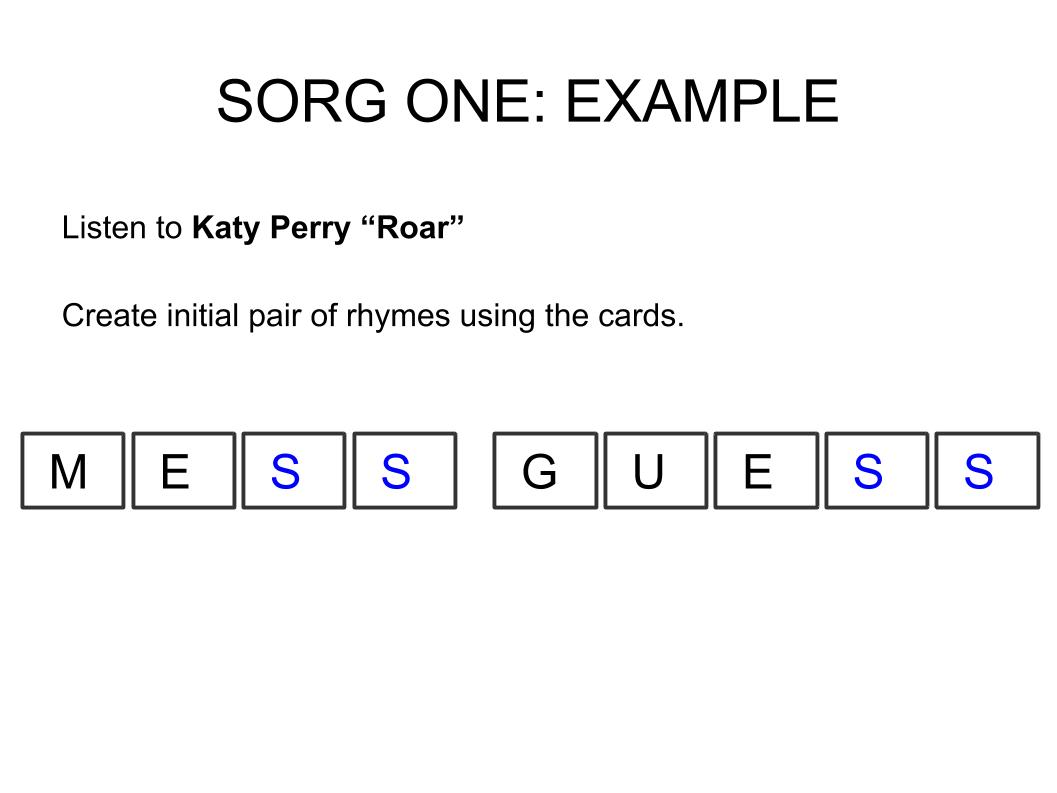 SORG ONE: EXAMPLE
Listen to Katy Perry “Roar”
Create initial pair of rhymes using the cards.
M E S S G U E S S